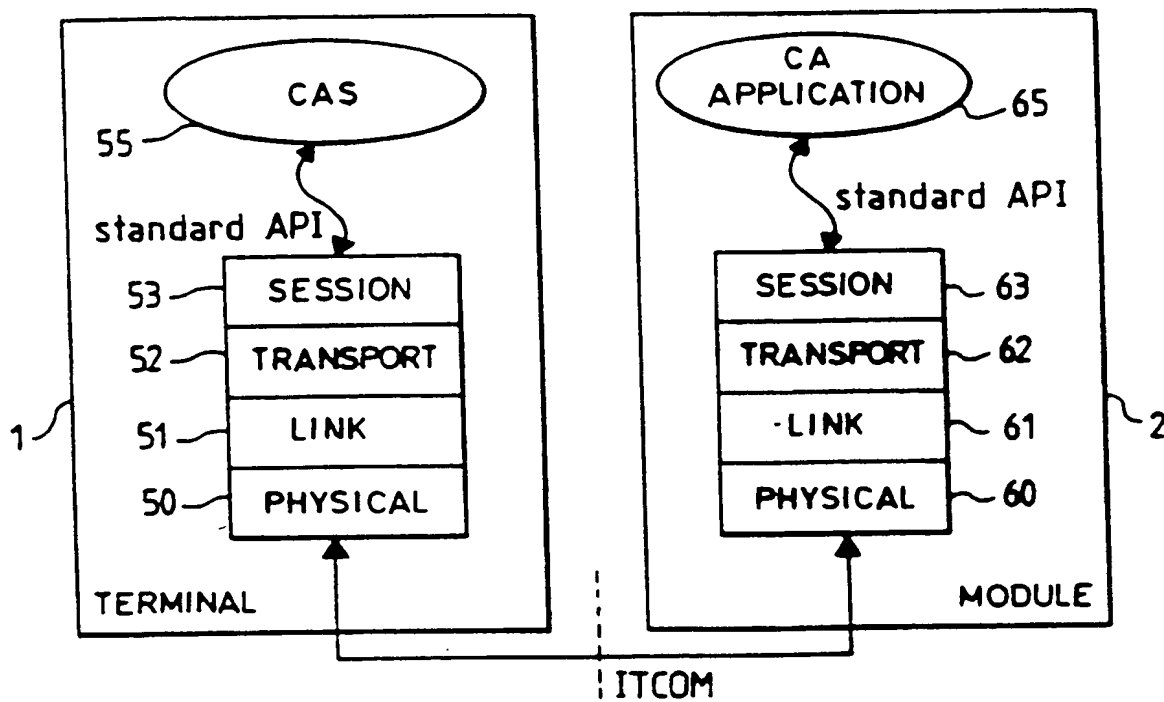 CAS
55
standard API
53
SESSION
52
TRANSPORT
51
LINK
50
PHYSICAL
1
TERMINAL
CA
APPLICATION
65
standard API
SESSION
63
TRANSPORT
62
LINK
61
PHYSICAL
60
2
MODULE
ITCOM